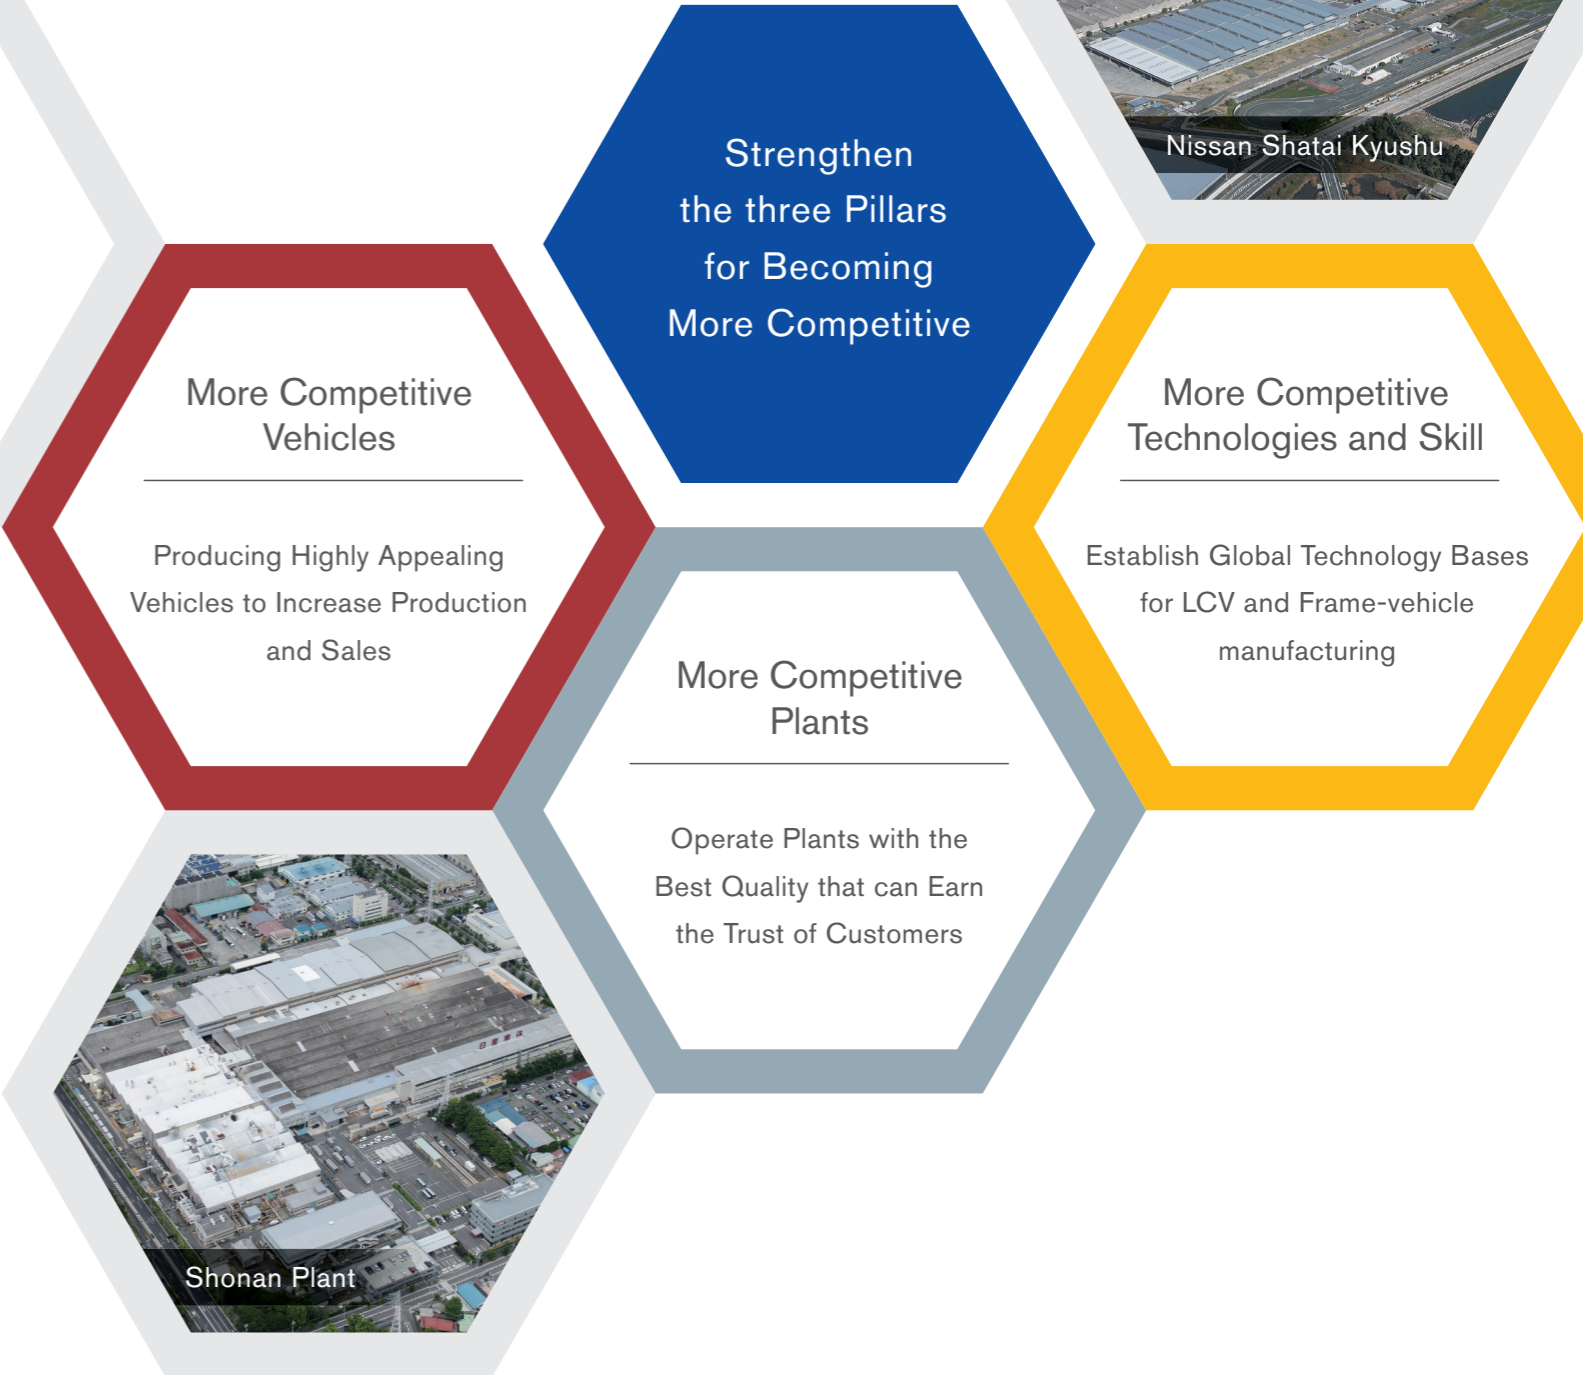 Nissan Shatai Kyushu
Strengthen
the three Pillars
for Becoming
More Competitive
More Competitive
Vehicles
Producing Highly Appealing
Vehicles to Increase Production
and Sales
More Competitive
Technologies and Skill
Establish Global Technology Bases
for LCV and Frame-vehicle
manufacturing
More Competitive
Plants
Operate Plants with the
Best Quality that can Earn
the Trust of Customers
Shonan Plant